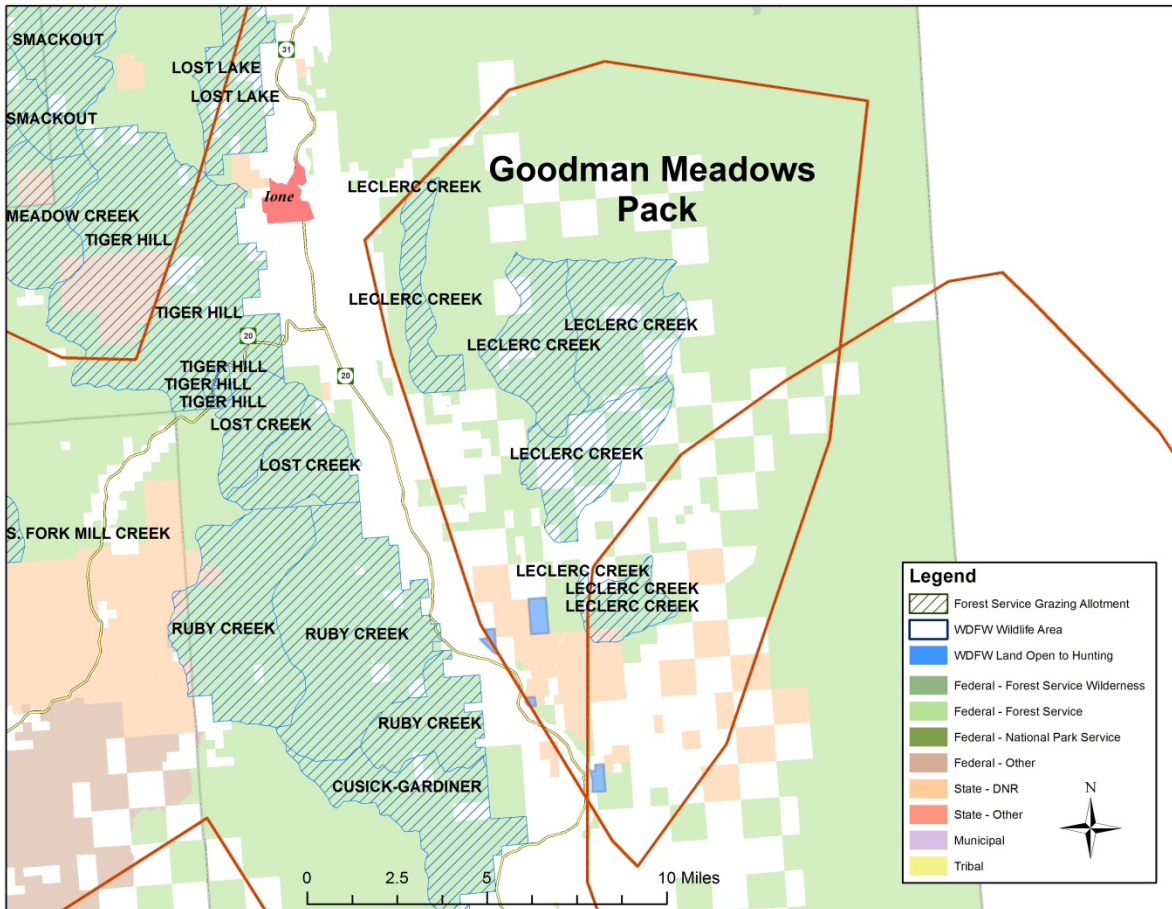 SMACKOUT
31
LOST LAKE
LOST LAKE
SMACKOUT
Goodman Meadows
Pack
LECLERC CREEK
Ione
MEADOW CREEK
TIGER HILL
LECLERC CREEK
TIGER HILL
LECLERC CREEK
20
LECLERC CREEK
TIGER HILL
20
TIGER HILL
TIGER HILL
LOST CREEK
LECLERC CREEK
LOST CREEK
S. FORK MILL CREEK
LECLERC CREEK
LECLERC CREEK
LECLERC CREEK
RUBY CREEK
RUBY CREEK
RUBY CREEK
CUSICK-GARDINER
0 2.5 5 10 Miles
Legend
Forest Service Grazing Allotment
WDFW Wildlife Area
WDFW Land Open to Hunting
Federal - Forest Service Wilderness
Federal - Forest Service
Federal - National Park Service
Federal - Other
State - DNR
State - Other
Municipal
Tribal
N